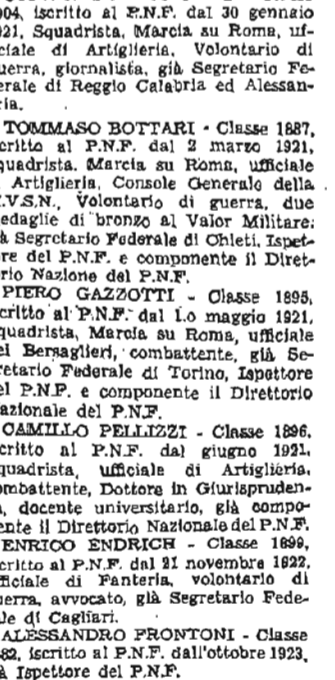 904, iscritto al P.N.F. dal 30 gennaio
921, Squadrista, Marcia su Roma, uf-
ciale di Artiglieria, Volontario di
uerra, giornalista, già Segretario Fe-
erale di Reggio Calabria ed Alessan-
ria.
TOMMASO BOTTARI - Classe 1887,
scritto al P.N.F. dal 2 marzo 1921,
quadrista, Marcia su Roma, ufficiale
Artiglieria, Console Generale della
.V.S.N., Volontario di guerra, due
edaglie di bronzo al Valor Militare;
à Segretario Federale di Chieti, Ispet-
re del P.N.F. e componente il Diret-
rio Nazione del P.N.F.
PIERO GAZZOTTI - Classe 1895,
critto al P.N.F. dal 1.o maggio 1921,
quadrista, Marcia su Roma, ufficiale
ei Bersaglieri, combattente, già Se-
retario Federale di Torino, Ispettore
el P.N.F. e componente il Direttorio
azionale del P.N.F.
CAMILLO PELLIZZI - Classe 1896,
critto al P.N.F. dal giugno 1921,
quadrista, ufficiale di Artiglieria,
ombattente, Dottore in Giurispruden-
a, docente universitario, già compo-
ente il Direttorio Nazionale del P.N.F.
ENRICO ENDRICH - Classe 1899,
critto al P.N.F. dal 21 novembre 1922,
fficiale di Fanteria, volontario di
uerra, avvocato, già Segretario Fede-
le di Cagliari.
ALESSANDRO FRONTONI - Classe
82, iscritto al P.N.F. dall'ottobre 1923,
à Ispettore del P.N.F.